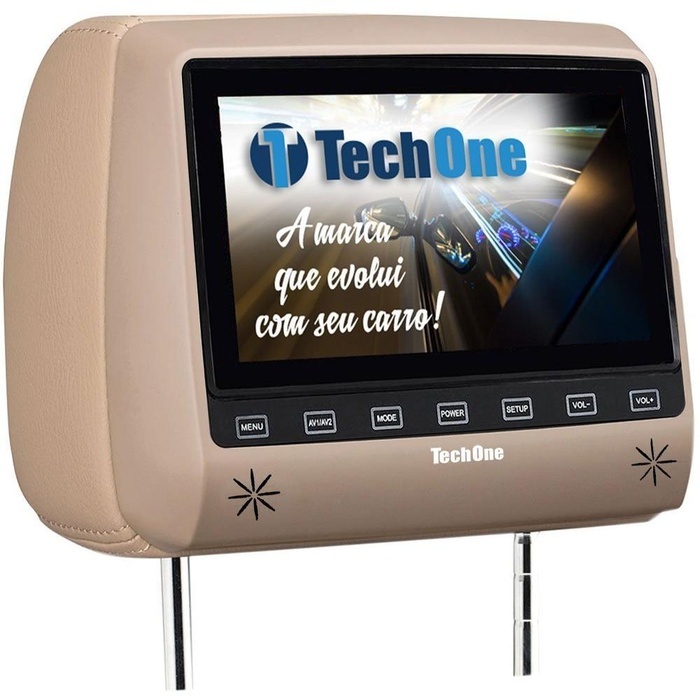 TechOne
A marca
que evolui
com seu carro!
MENU
AV1/AV2
MODE
POWER
SETUP
VOL-
VOL+
TechOne